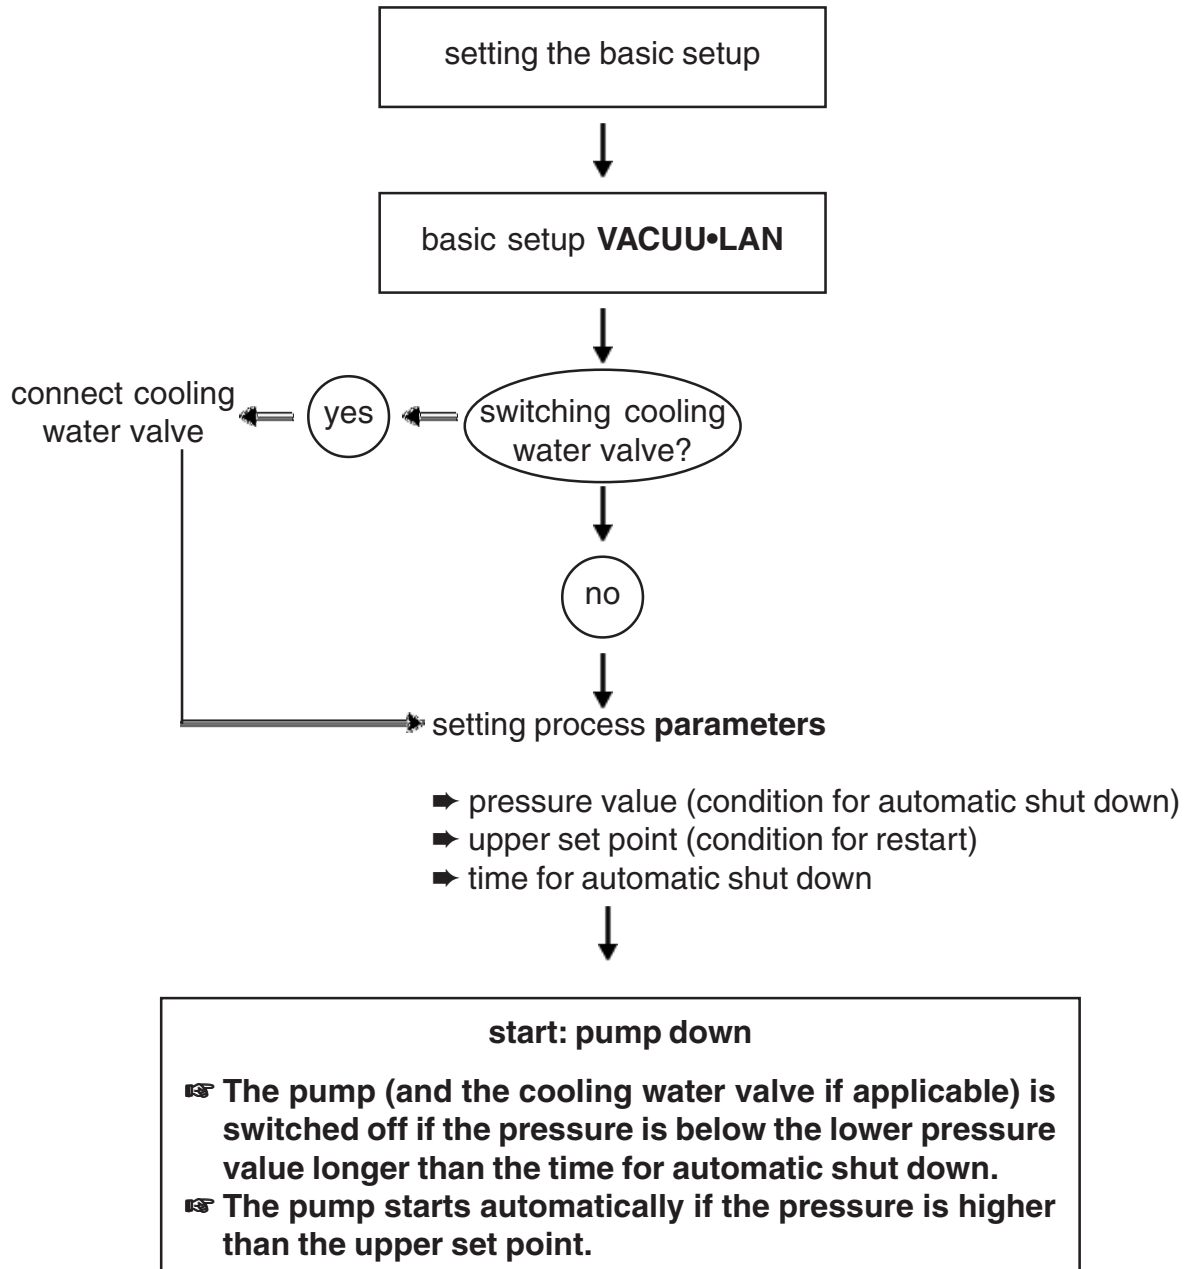 setting the basic setup
basic setup VACUU•LAN
connect cooling
water valve
yes
switching cooling
water valve?
no
setting process parameters
➨ pressure value (condition for automatic shut down)
➨ upper set point (condition for restart)
➨ time for automatic shut down
start: pump down
☞ The pump (and the cooling water valve if applicable) is
switched off if the pressure is below the lower pressure
value longer than the time for automatic shut down.
☞ The pump starts automatically if the pressure is higher
than the upper set point.